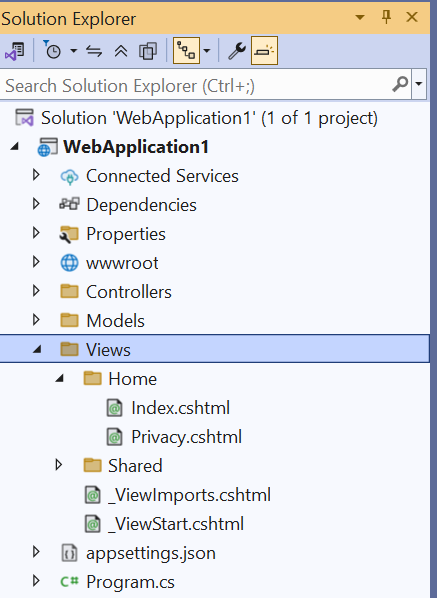 Solution Explorer
Search Solution Explorer (Ctrl+;)
Solution 'WebApplication1' (1 of 1 project)
WebApplication1
Connected Services
Dependencies
Properties
wwwroot
Controllers
Models
Views
Home
Index.cshtml
Privacy.cshtml
Shared
_ViewImports.cshtml
_ViewStart.cshtml
appsettings.json
C# Program.cs